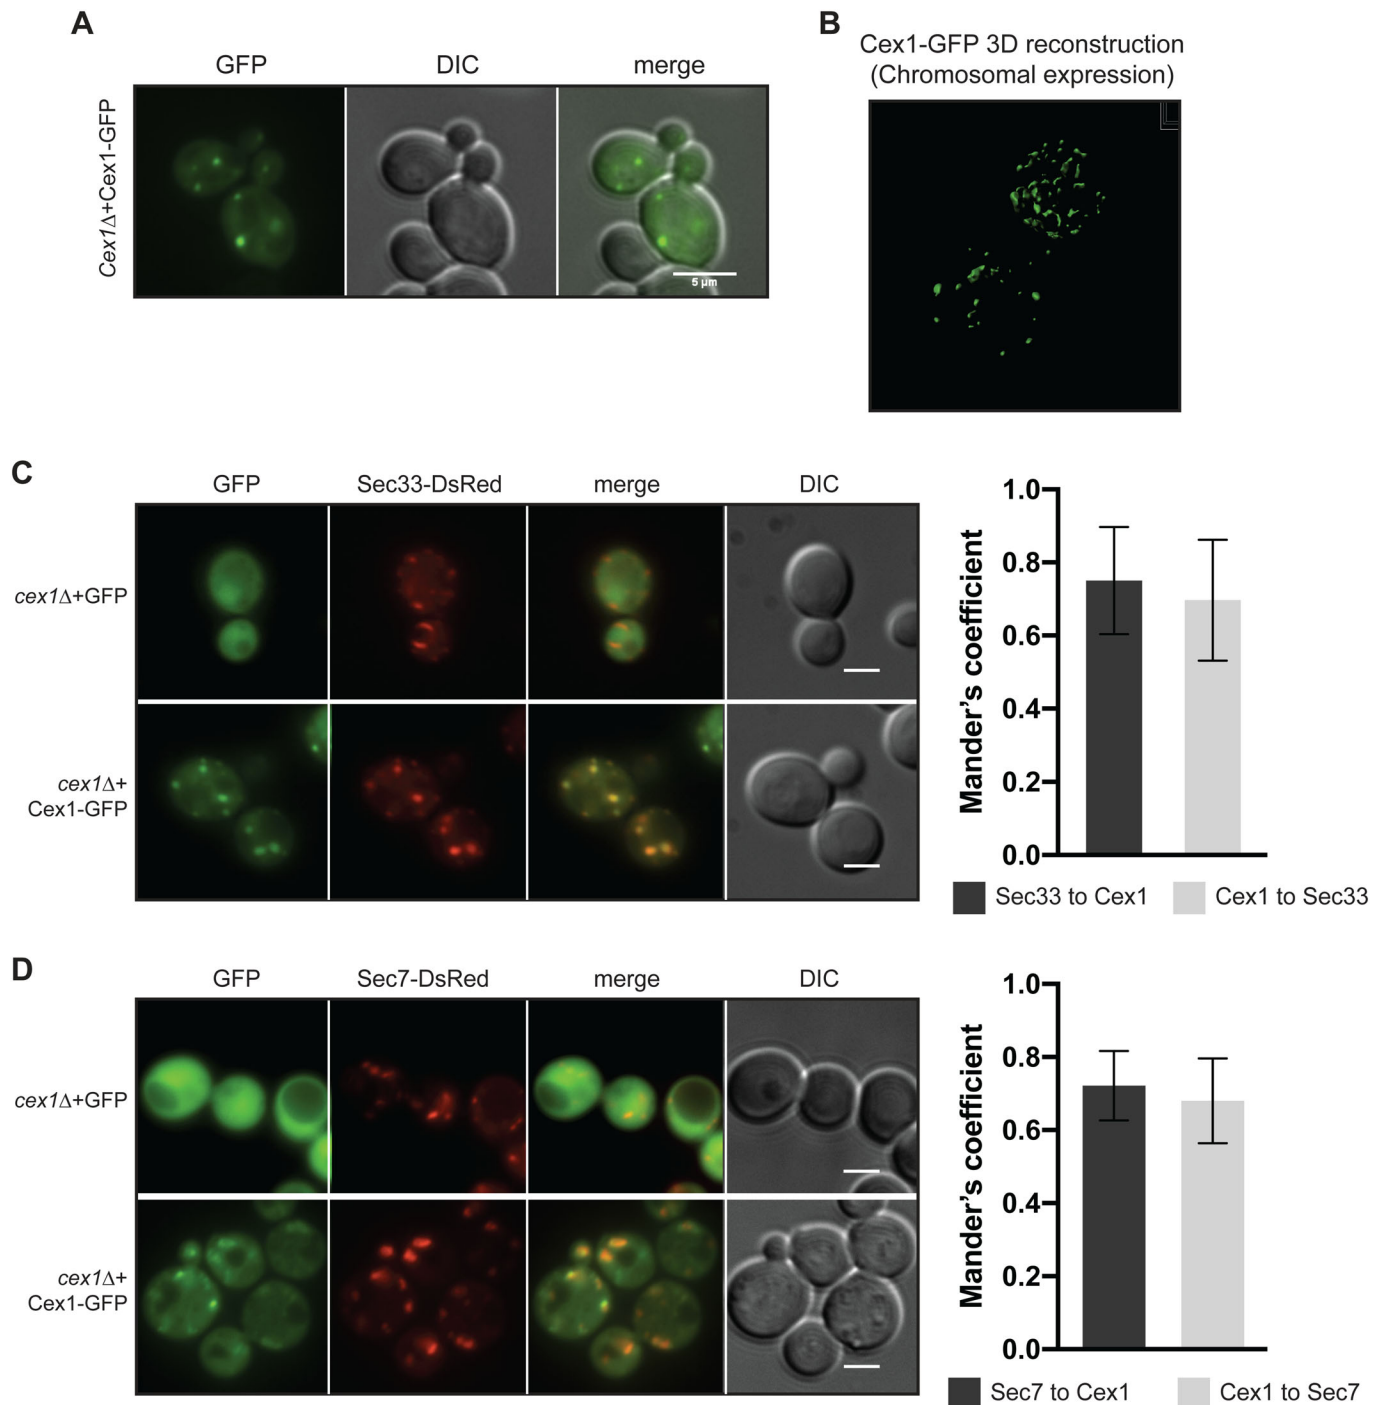 A
GFP
DIC
merge
Cex1Δ+Cex1-GFP
5 µm
B
Cex1-GFP 3D reconstruction
(Chromosomal expression)
C
GFP
Sec33-DsRed
merge
DIC
cex1Δ+GFP
cex1Δ+
Cex1-GFP
Mander's coefficient
1.0
0.8
0.6
0.4
0.2
0.0
Sec33 to Cex1
Cex1 to Sec33
D
GFP
Sec7-DsRed
merge
DIC
cex1Δ+GFP
cex1Δ+
Cex1-GFP
Mander's coefficient
1.0
0.8
0.6
0.4
0.2
0.0
Sec7 to Cex1
Cex1 to Sec7